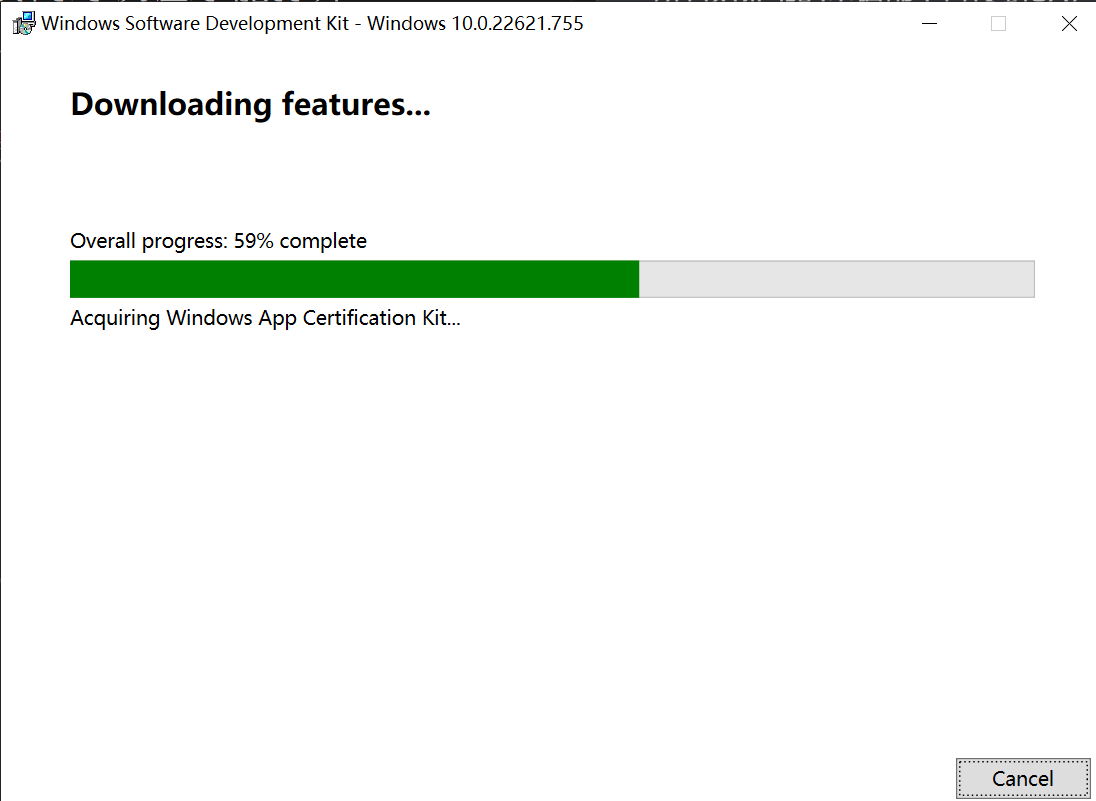 Windows Software Development Kit - Windows 10.0.22621.755
Downloading features...
Overall progress: 59% complete
Acquiring Windows App Certification Kit...
Cancel